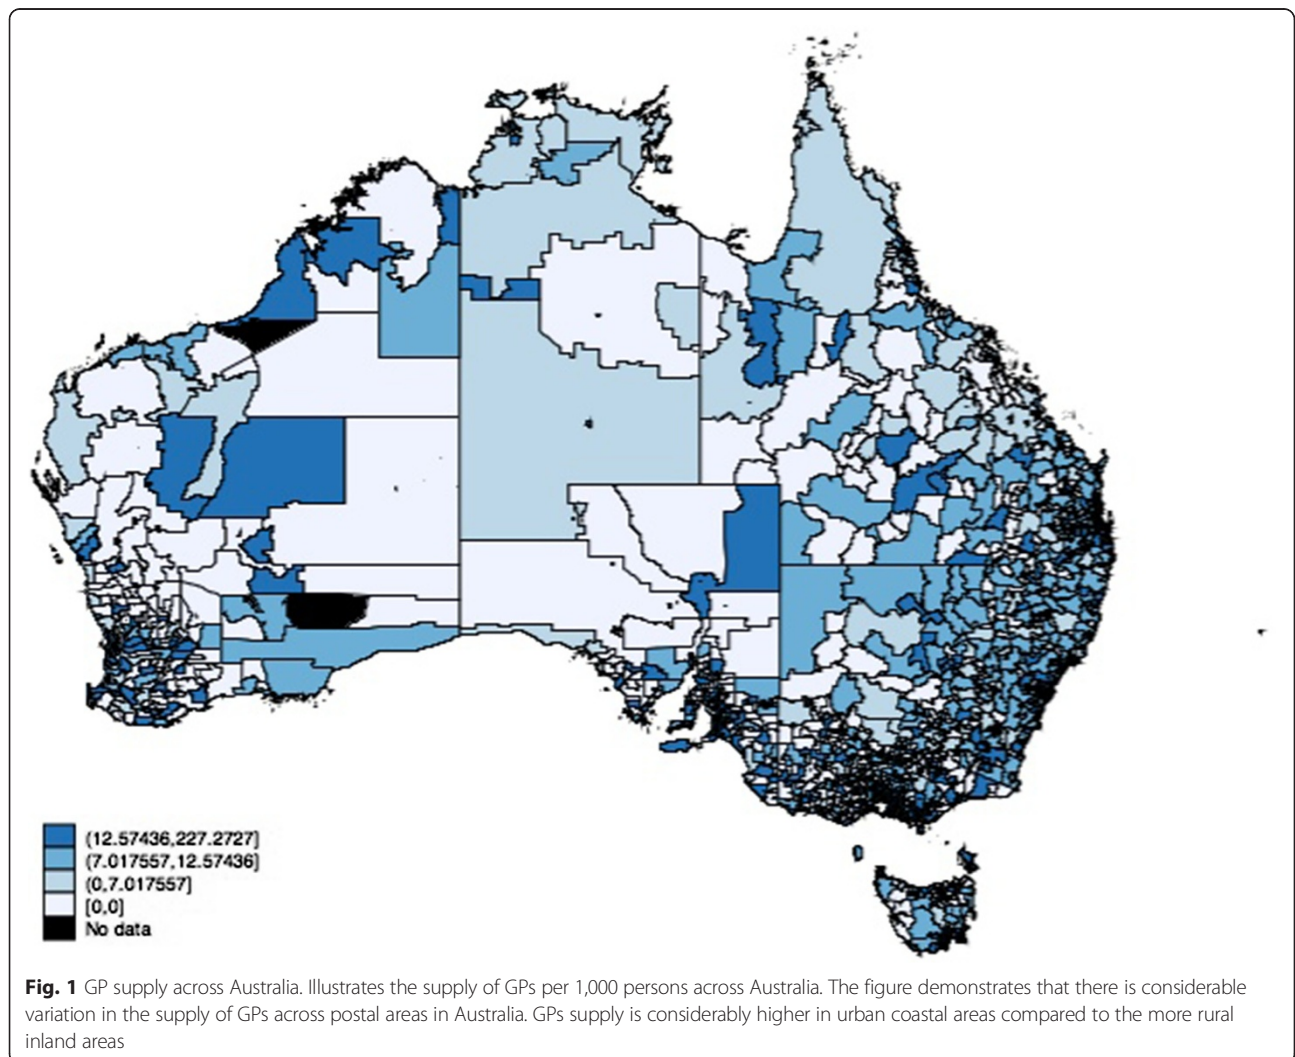 (12.57436,227.2727]
(7.017557,12.57436]
(0,7.017557]
[0,0]
No data
Fig. 1 GP supply across Australia. Illustrates the supply of GPs per 1,000 persons across Australia. The figure demonstrates that there is considerable
variation in the supply of GPs across postal areas in Australia. GPs supply is considerably higher in urban coastal areas compared to the more rural
inland areas